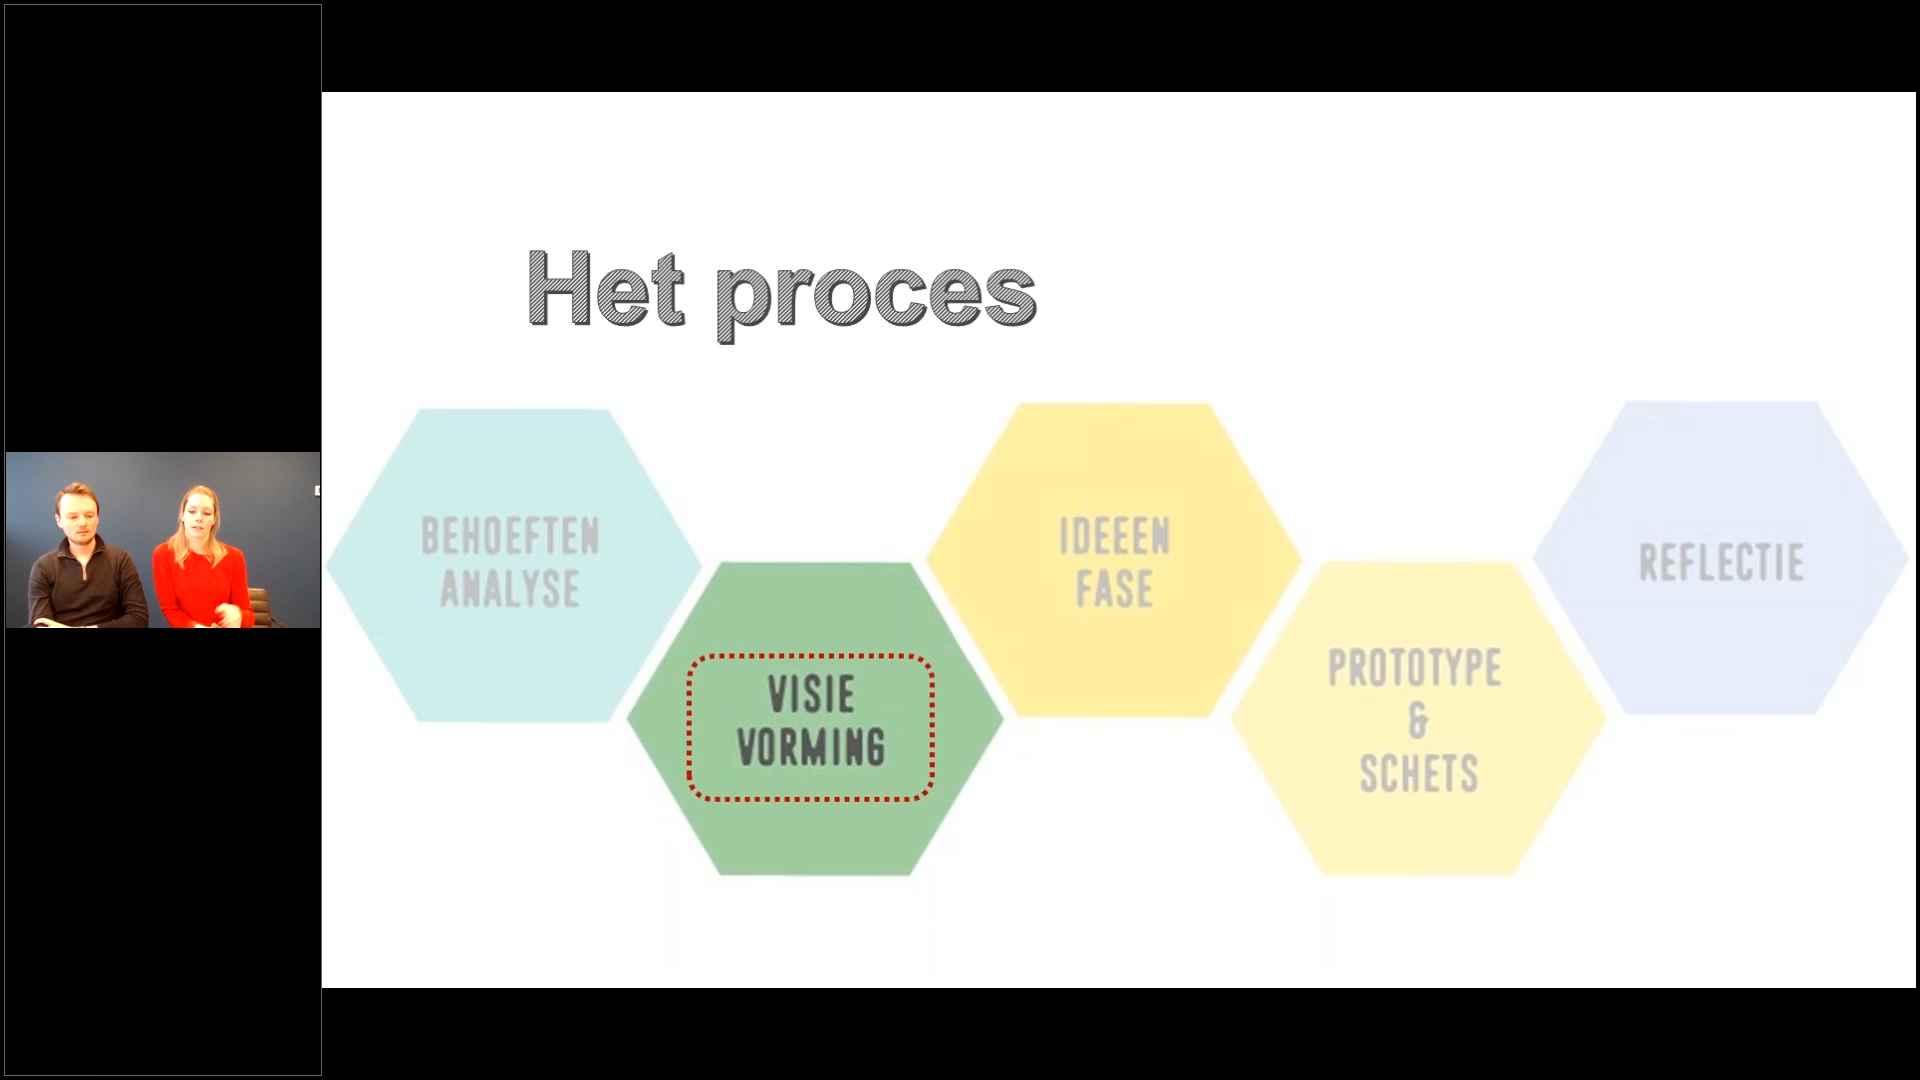 Het proces
BEHOEFTEN
ANALYSE
VISIE
VORMING
IDEEEN
FASE
PROTOTYPE
&
SCHETS
REFLECTIE